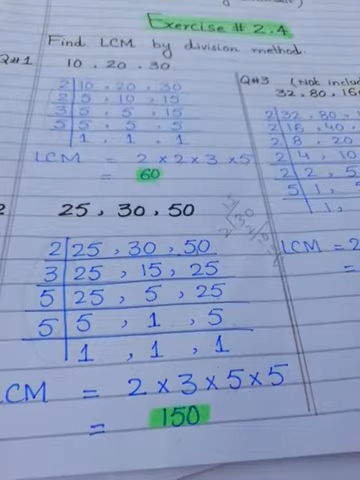 Exercise # 2.4
Find LCM by division method.
Q#1 10 , 20 , 30
2 10 , 20 , 30
2 5 , 10 , 15
3 5 , 5 , 15
5 5 , 5 , 5
1 , 1 , 1
LCM = 2×2×3×5
= 60
2 25 , 30 , 50
2 25 , 30 , 50
3 25 , 15 , 25
5 25 , 5 , 25
5 5 , 1 , 5
1 , 1 , 1
LCM = 2×3×5×5
= 150
Q#3 (Not
32, 80, 160
2 32, 80,
2 16, 40,
2 8, 20
2 4, 10
2 2, 5
5 1,
1,
LCM = 2
=